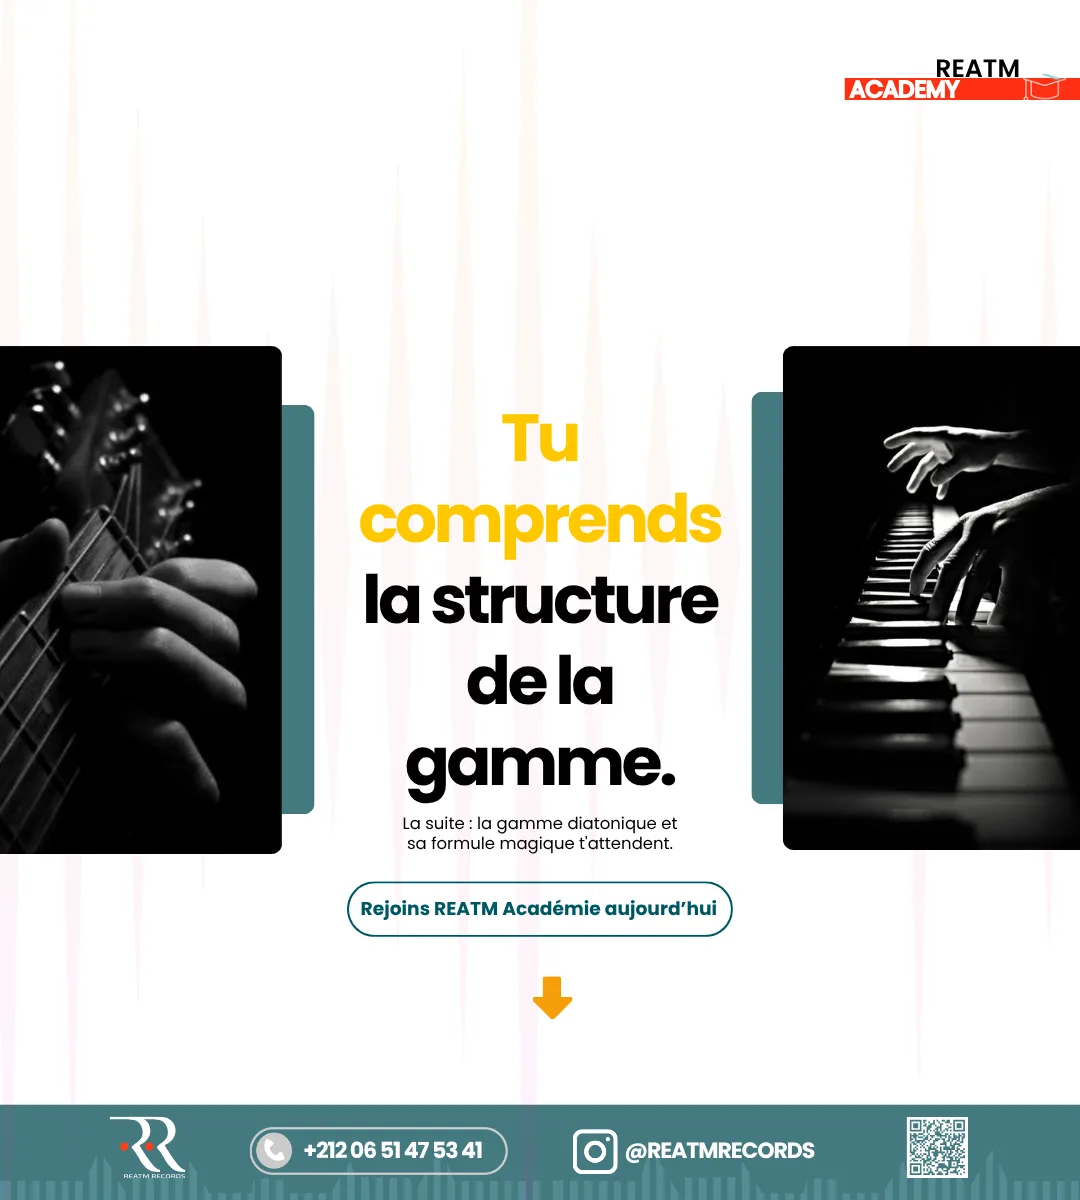 REATM
ACADEMY
Tu
comprends
la structure
de la
gamme.
La suite : la gamme diatonique et
sa formule magique t'attendent.
Rejoins REATM Académie aujourd’hui
RR
REATM RECORDS
+212 06 51 47 53 41
@REATMRECORDS